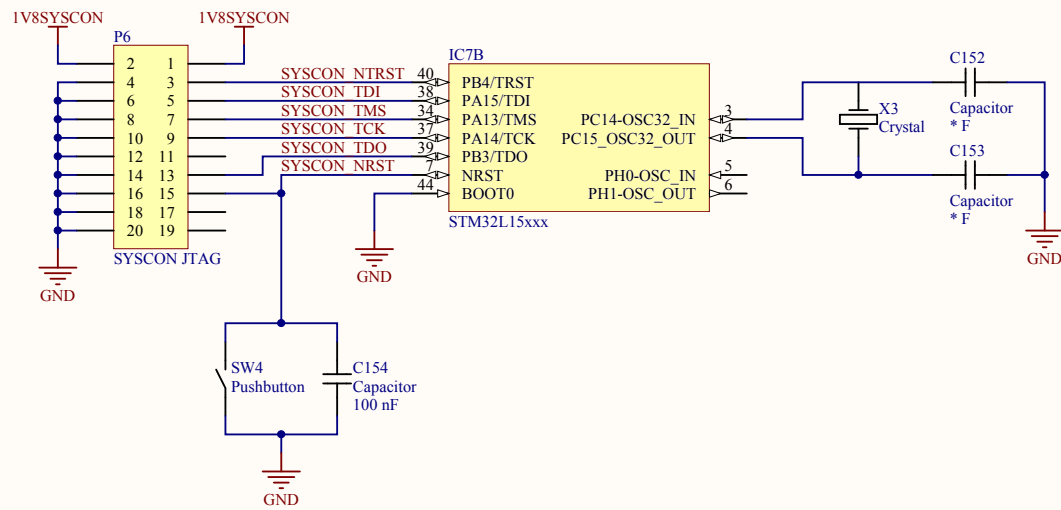 1V8SYSCON
1V8SYSCON
P6
2 1
4 3
6 5
8 7
10 9
12 11
14 13
16 15
18 17
20 19
SYSCON JTAG
GND
SYSCON_NTRST
SYSCON_TDI
SYSCON_TMS
SYSCON_TCK
SYSCON_TDO
SYSCON_NRST
IC7B
40 PB4/TRST
38 PA15/TDI
34 PA13/TMS
37 PA14/TCK
39 PB3/TDO
7 NRST
44 BOOT0
PC14-OSC32_IN 3
PC15_OSC32_OUT 4
PH0-OSC_IN 5
PH1-OSC_OUT 6
STM32L15xxx
GND
X3
Crystal
C152
Capacitor
* F
C153
Capacitor
* F
GND
SW4
Pushbutton
C154
Capacitor
100 nF
GND